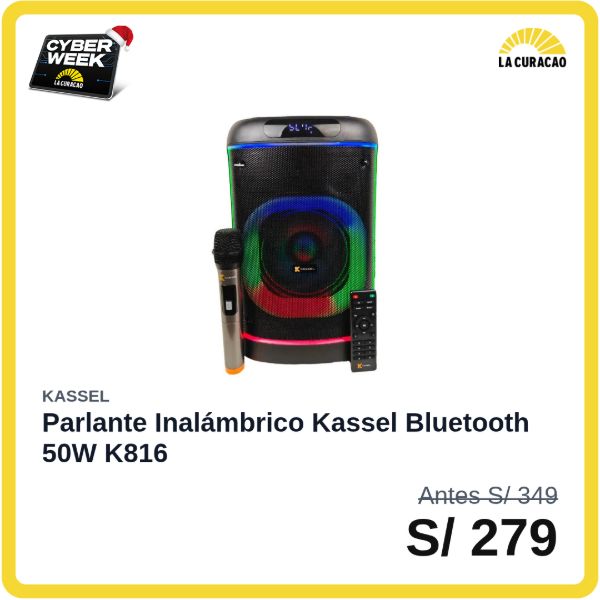 CYBER
WEEK
LA CURACAO
LA CURACAO
KASSEL
Parlante Inalámbrico Kassel Bluetooth
50W K816
Antes S/ 349
S/ 279